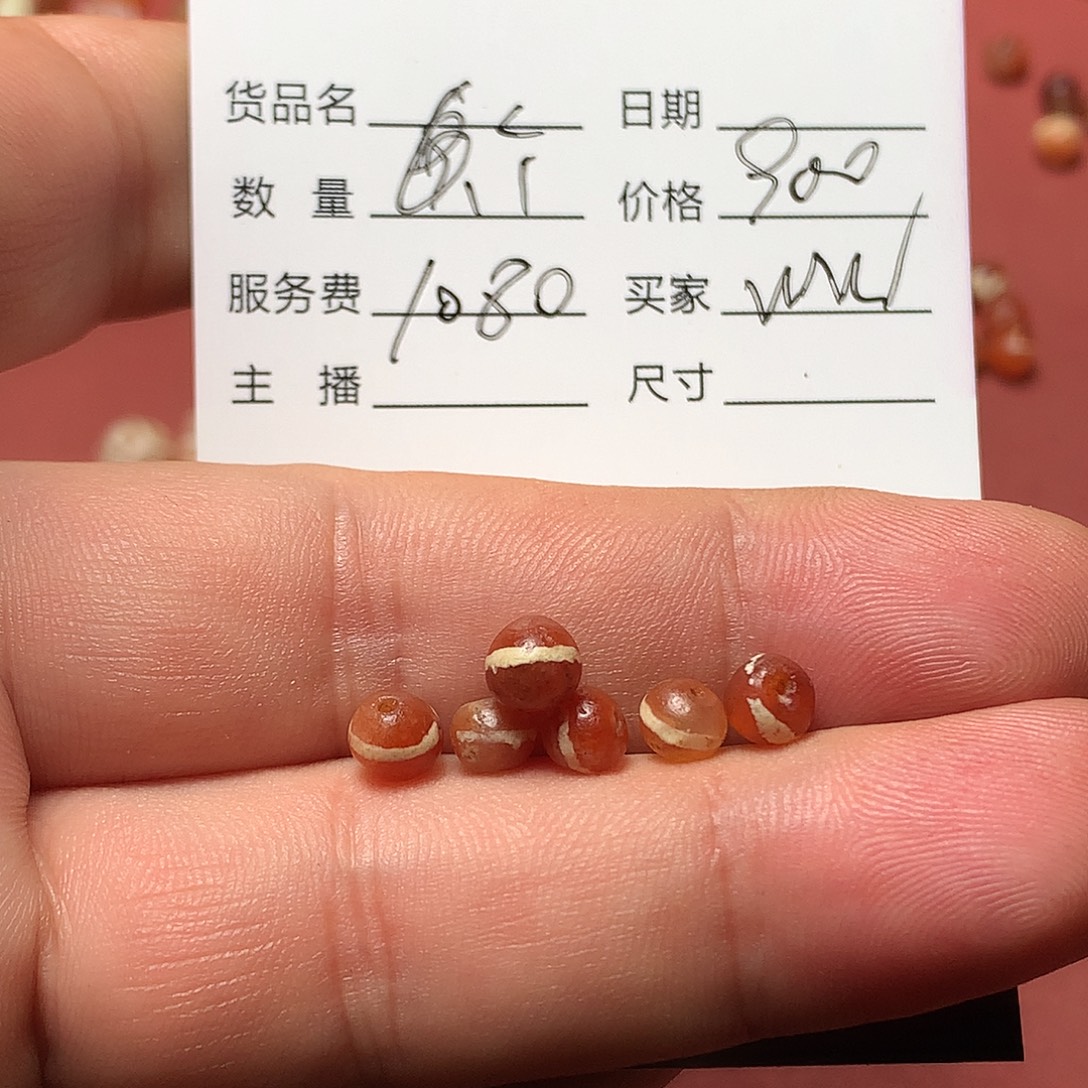 货品名 日期
数量 价格 900
服务费 1080 买家
主播 尺寸